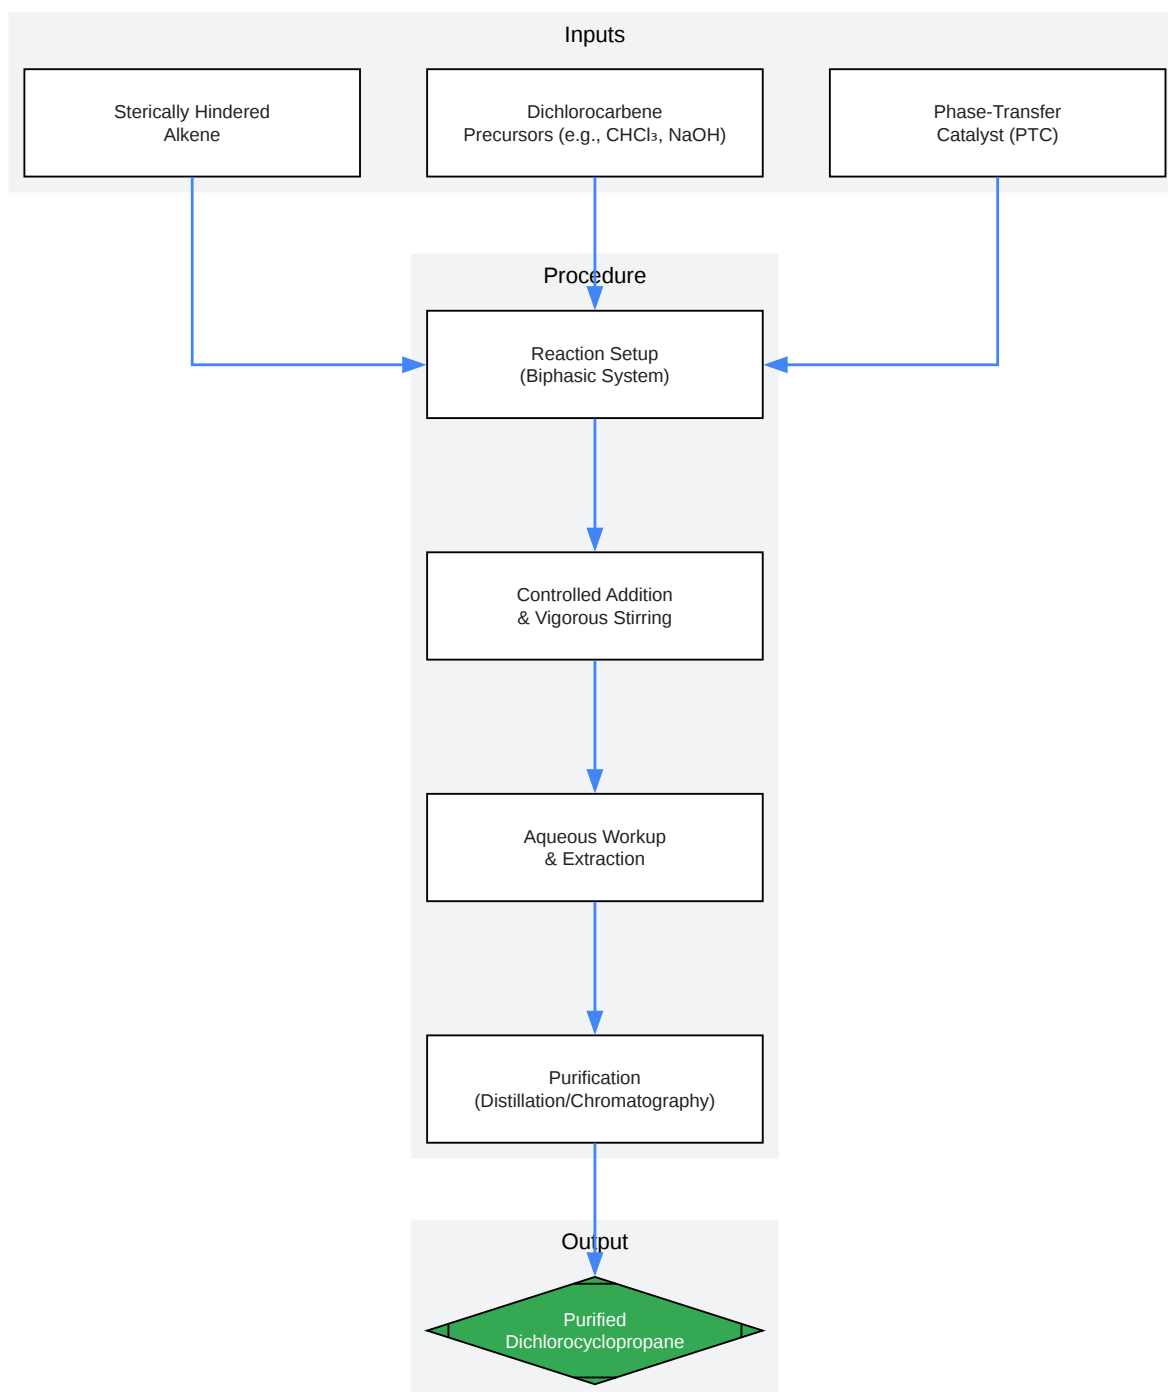 Inputs
Sterically Hindered
Alkene
Dichlorocarbene
Precursors (e.g., CHCl₃, NaOH)
Phase-Transfer
Catalyst (PTC)
Procedure
Reaction Setup
(Biphasic System)
Controlled Addition
& Vigorous Stirring
Aqueous Workup
& Extraction
Purification
(Distillation/Chromatography)
Output
Purified
Dichlorocyclopropane